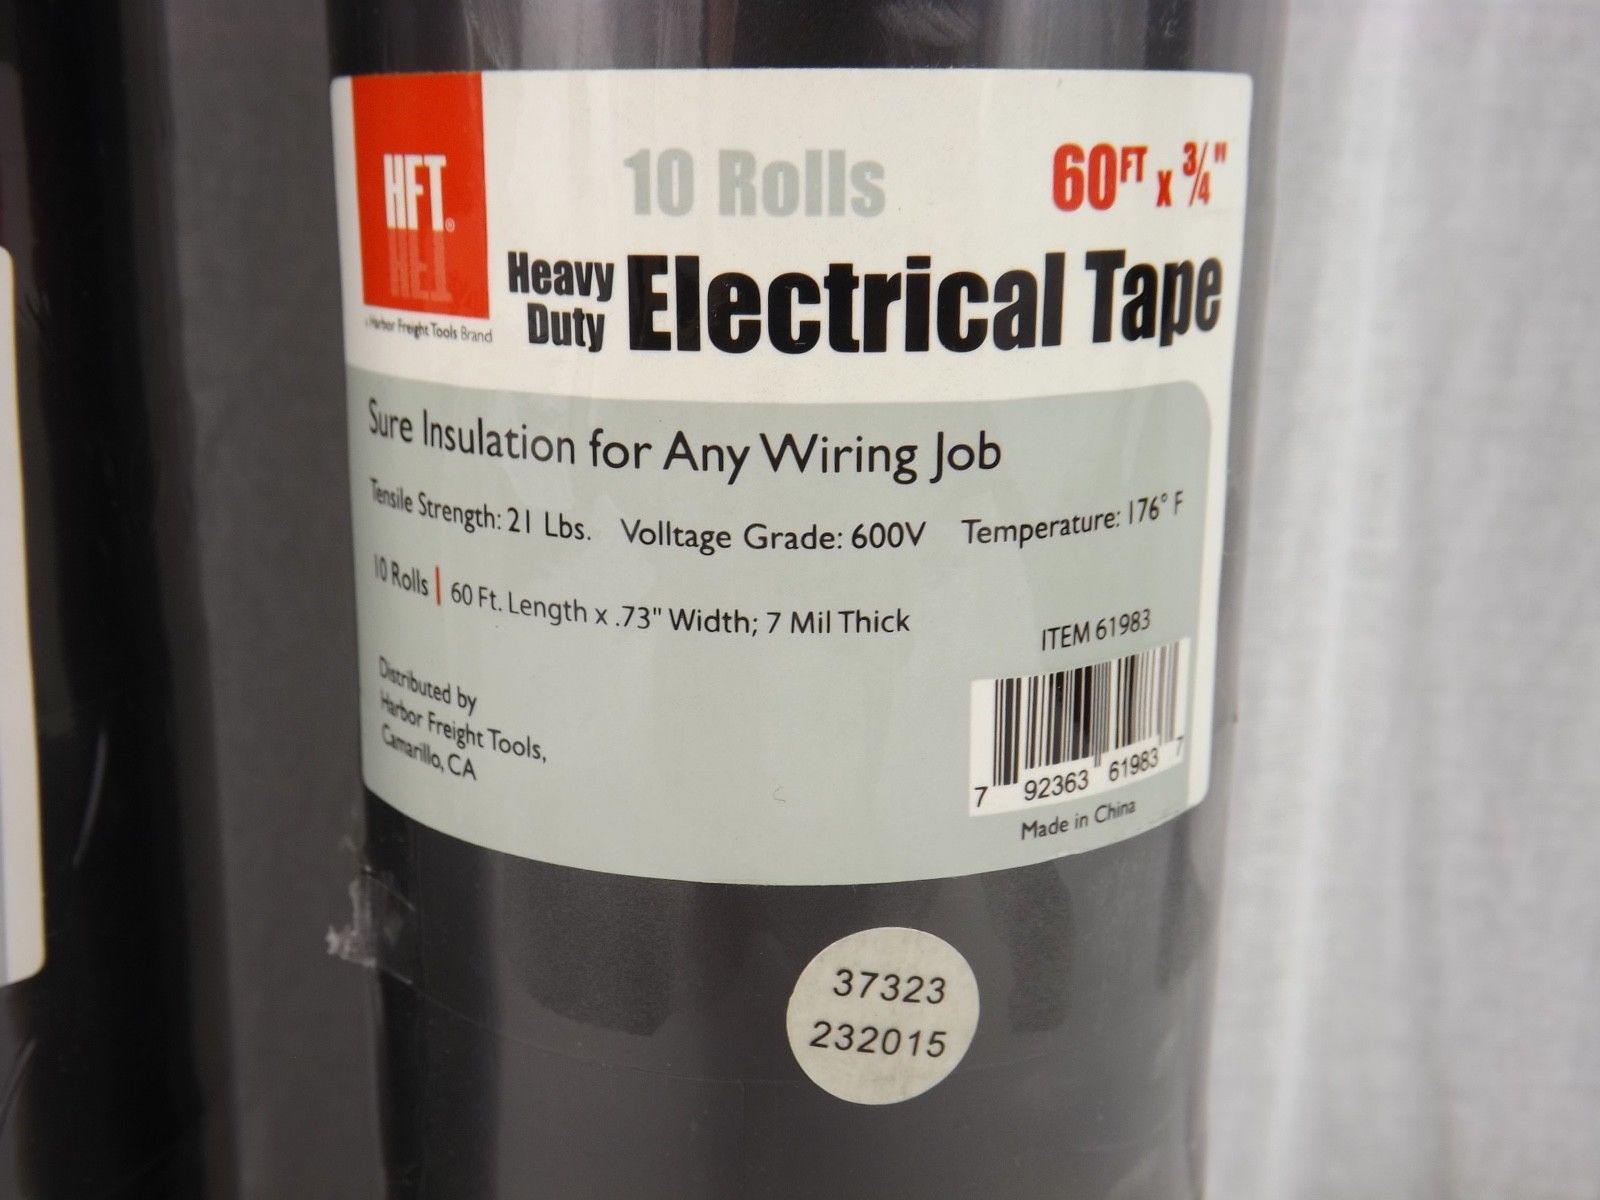 HFT®
HFT
a Harbor Freight Tools Brand
10 Rolls
60FT x 3/4"
Heavy Duty Electrical Tape
Sure Insulation for Any Wiring Job
Tensile Strength: 21 Lbs. Volltage Grade: 600V Temperature: 176° F
10 Rolls | 60 Ft. Length x .73" Width; 7 Mil Thick
Distributed by
Harbor Freight Tools,
Camarillo, CA
ITEM 61983
7 92363 61983 7
Made in China
37323
232015